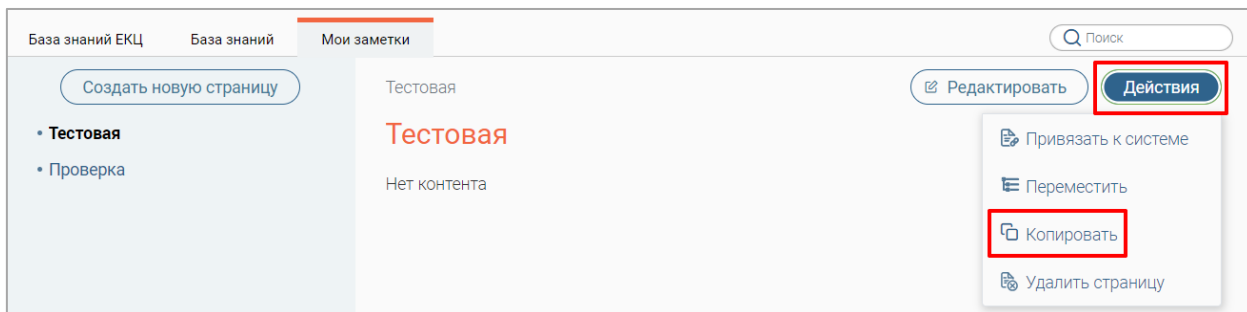 База знаний ЕКЦ База знаний Мои заметки Поиск
Создать новую страницу Тестовая Редактировать Действия
• Тестовая
Тестовая
Привязать к системе
• Проверка
Нет контента
Переместить
Копировать
Удалить страницу